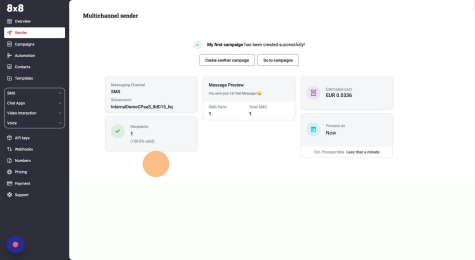 8x8
Multichannel sender
Overview
Sender
Campaigns
Automation
Contents
Templates
SMS
Chat Apps
Video Interaction
Voice
API keys
Webhooks
Numbers
Pricing
Payment
Support
My first campaign has been created successfully!
Create another campaign
Go to campaigns
Messaging Channel
SMS
Subaccount
Recipients
1
(100.0% valid)
Message Preview
You sent your 1st Test Message!
SMS Parts
Total SMS
1
1
Estimated cost
EUR 0.0336
Process on
Now
Est. Process time. Less than a minute